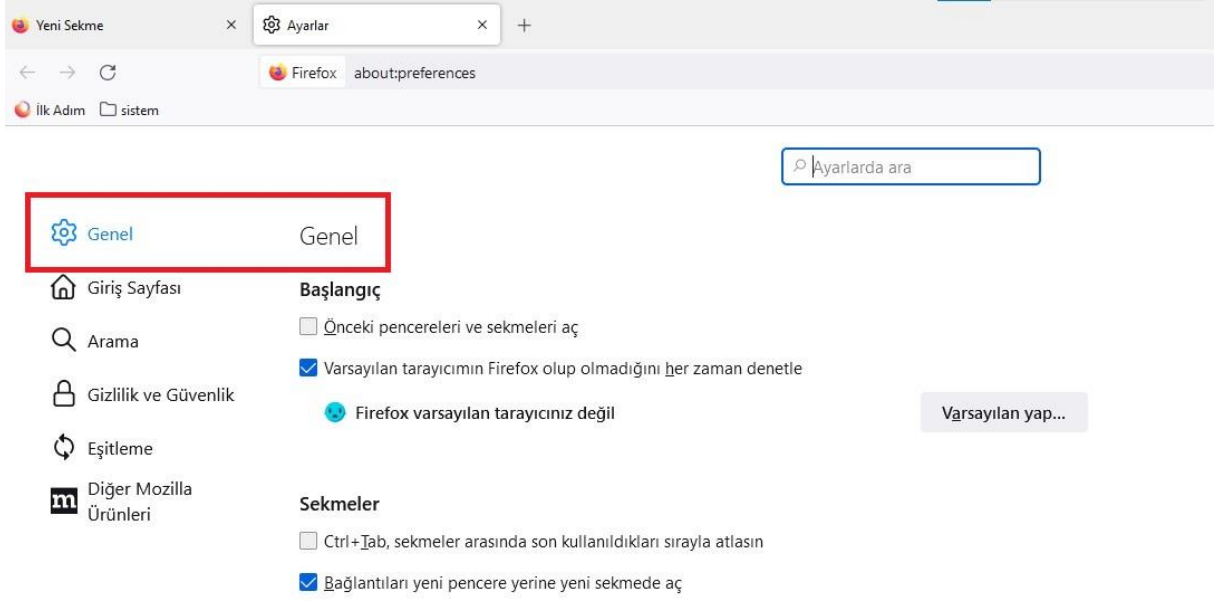 Yeni Sekme
Ayarlar
Firefox about:preferences
İlk Adım sistem
Ayarlarda ara
Genel
Giriş Sayfası
Arama
Gizlilik ve Güvenlik
Eşitleme
Diğer Mozilla
Ürünleri
Genel
Başlangıç
Önceki pencereleri ve sekmeleri aç
Varsayılan tarayıcımın Firefox olup olmadığını her zaman denetle
Firefox varsayılan tarayıcınız değil
Varsayılan yap...
Sekmeler
Ctrl+Tab, sekmeler arasında son kullanıldıkları sırayla atlasın
Bağlantıları yeni pencere yerine yeni sekmede aç